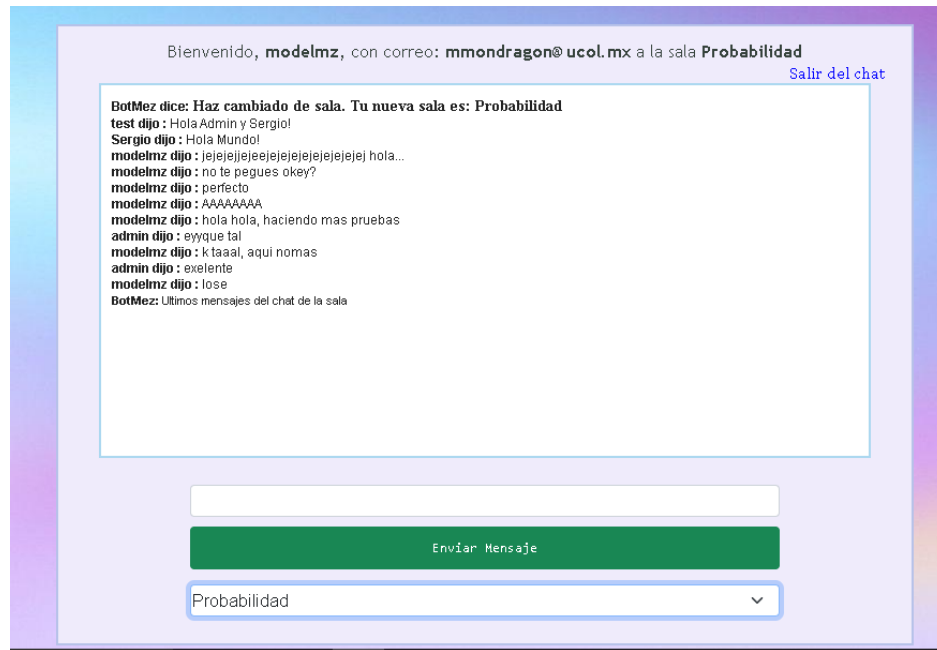 Bienvenido, modelmz, con correo: mmondragon@ucol.mx a la sala Probabilidad
Salir del chat
BotMez dice: Haz cambiado de sala. Tu nueva sala es: Probabilidad
test dijo : Hola Admin y Sergio!
Sergio dijo : Hola Mundo!
modelmz dijo : jejejejjejeejejejejejejejejejej hola...
modelmz dijo : no te pegues okey?
modelmz dijo : perfecto
modelmz dijo : AAAAAAAA
modelmz dijo : hola hola, haciendo mas pruebas
admin dijo : eyyque tal
modelmz dijo : k taaal, aqui nomas
admin dijo : exelente
modelmz dijo : lose
BotMez: Ultimos mensajes del chat de la sala
Enviar Mensaje
Probabilidad